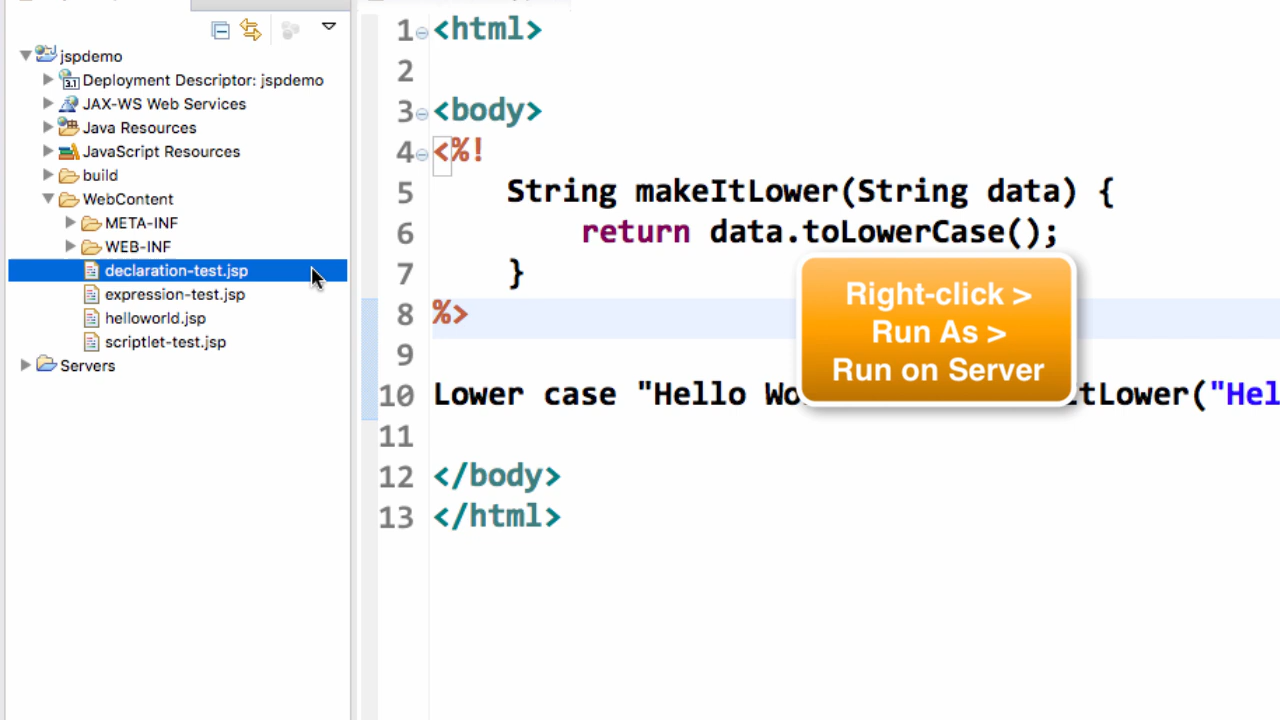 jspdemo
Deployment Descriptor: jspdemo
JAX-WS Web Services
Java Resources
JavaScript Resources
build
WebContent
META-INF
WEB-INF
declaration-test.jsp
expression-test.jsp
helloworld.jsp
scriptlet-test.jsp
Servers
1 <html>
2
3 <body>
4 <%!
5 String makeItLower(String data) {
6 return data.toLowerCase();
7 }
8 %>
9
10 Lower case "Hello
11
12 </body>
13 </html>
Right-click >
Run As >
Run on Server